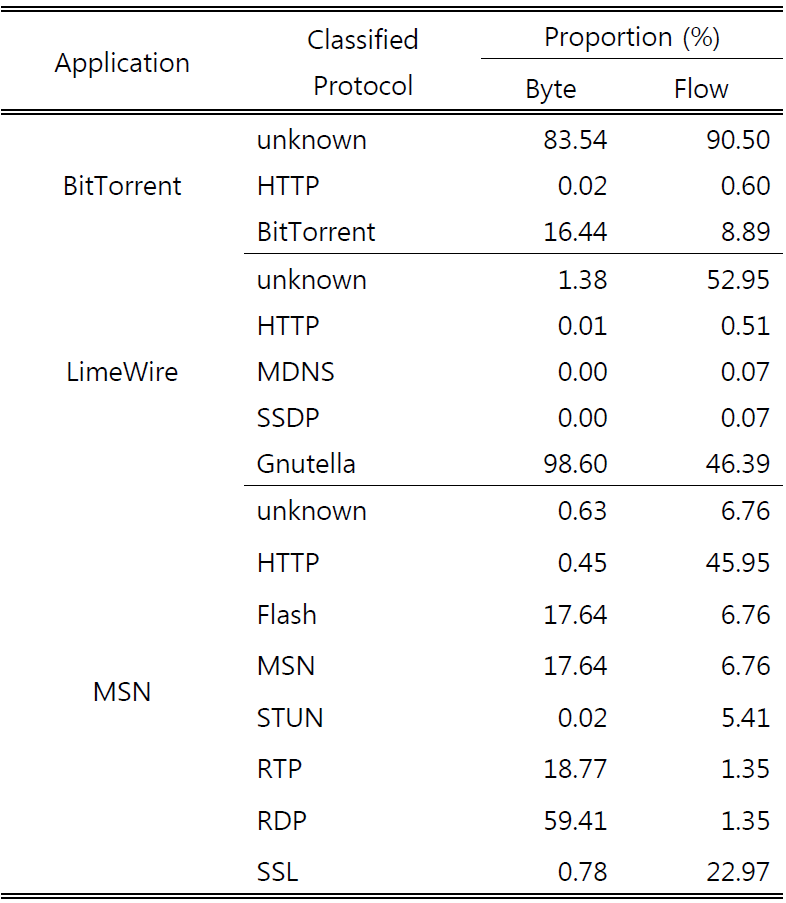 Application Classified Protocol Proportion (%)
Byte Flow
BitTorrent
unknown 83.54 90.50
HTTP 0.02 0.60
BitTorrent 16.44 8.89
LimeWire
unknown 1.38 52.95
HTTP 0.01 0.51
MDNS 0.00 0.07
SSDP 0.00 0.07
Gnutella 98.60 46.39
MSN
unknown 0.63 6.76
HTTP 0.45 45.95
Flash 17.64 6.76
MSN 17.64 6.76
STUN 0.02 5.41
RTP 18.77 1.35
RDP 59.41 1.35
SSL 0.78 22.97